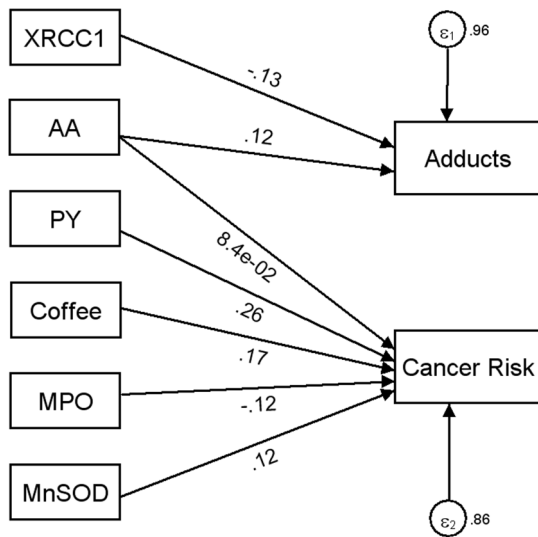 XRCC1
ε1 .96
-.13
AA
.12
Adducts
PY
8.4e-02
Coffee
.26
.17
Cancer Risk
MPO
-.12
.12
MnSOD
ε2 .86